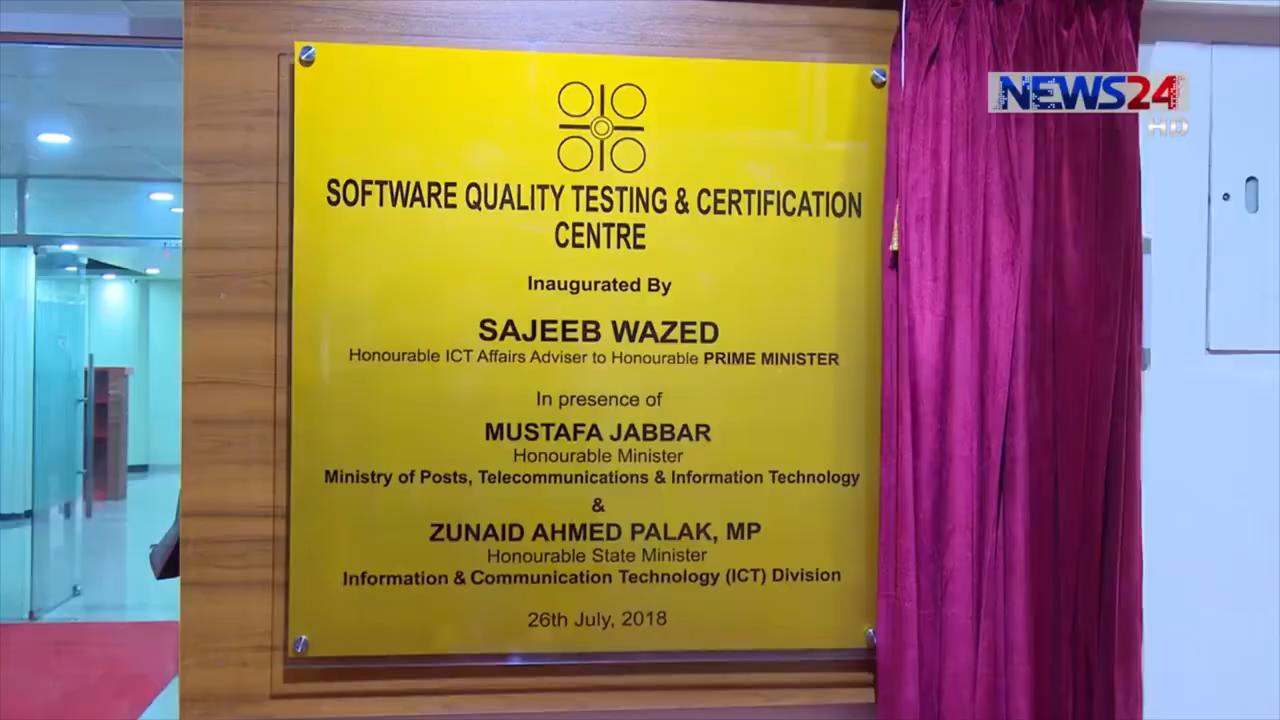 NEWS24
HD
SOFTWARE QUALITY TESTING & CERTIFICATION
CENTRE
Inaugurated By
SAJEEB WAZED
Honourable ICT Affairs Adviser to Honourable PRIME MINISTER
In presence of
MUSTAFA JABBAR
Honourable Minister
Ministry of Posts, Telecommunications & Information Technology
&
ZUNAID AHMED PALAK, MP
Honourable State Minister
Information & Communication Technology (ICT) Division
26th July, 2018